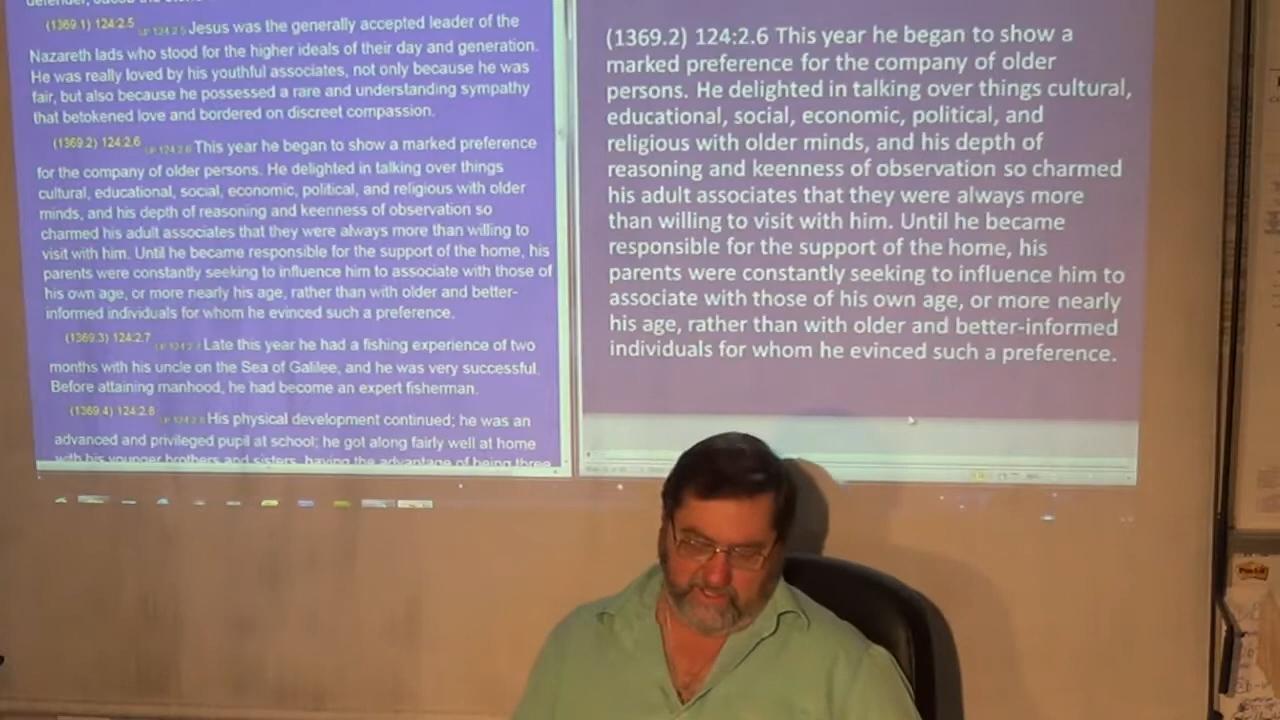 (1369.1) 124:2.5 Jesus was the generally accepted leader of the
Nazareth lads who stood for the higher ideals of their day and generation.
He was really loved by his youthful associates, not only because he was
fair, but also because he possessed a rare and understanding sympathy
that betokened love and bordered on discreet compassion.
(1369.2) 124:2.6 This year he began to show a marked preference
for the company of older persons. He delighted in talking over things
cultural, educational, social, economic, political, and religious with older
minds, and his depth of reasoning and keenness of observation so
charmed his adult associates that they were always more than willing to
visit with him. Until he became responsible for the support of the home, his
parents were constantly seeking to influence him to associate with those of
his own age, or more nearly his age, rather than with older and better-
informed individuals for whom he evinced such a preference.
(1369.3) 124:2.7 Late this year he had a fishing experience of two
months with his uncle on the Sea of Galilee, and he was very successful.
Before attaining manhood, he had become an expert fisherman.
(1369.4) 124:2.8 His physical development continued; he was an
advanced and privileged pupil at school; he got along fairly well at home
with his younger brothers and sisters, having the advantage of being three
(1369.2) 124:2.6 This year he began to show a
marked preference for the company of older
persons. He delighted in talking over things cultural,
educational, social, economic, political, and
religious with older minds, and his depth of
reasoning and keenness of observation so charmed
his adult associates that they were always more
than willing to visit with him. Until he became
responsible for the support of the home, his
parents were constantly seeking to influence him to
associate with those of his own age, or more nearly
his age, rather than with older and better-informed
individuals for whom he evinced such a preference.
Post-it